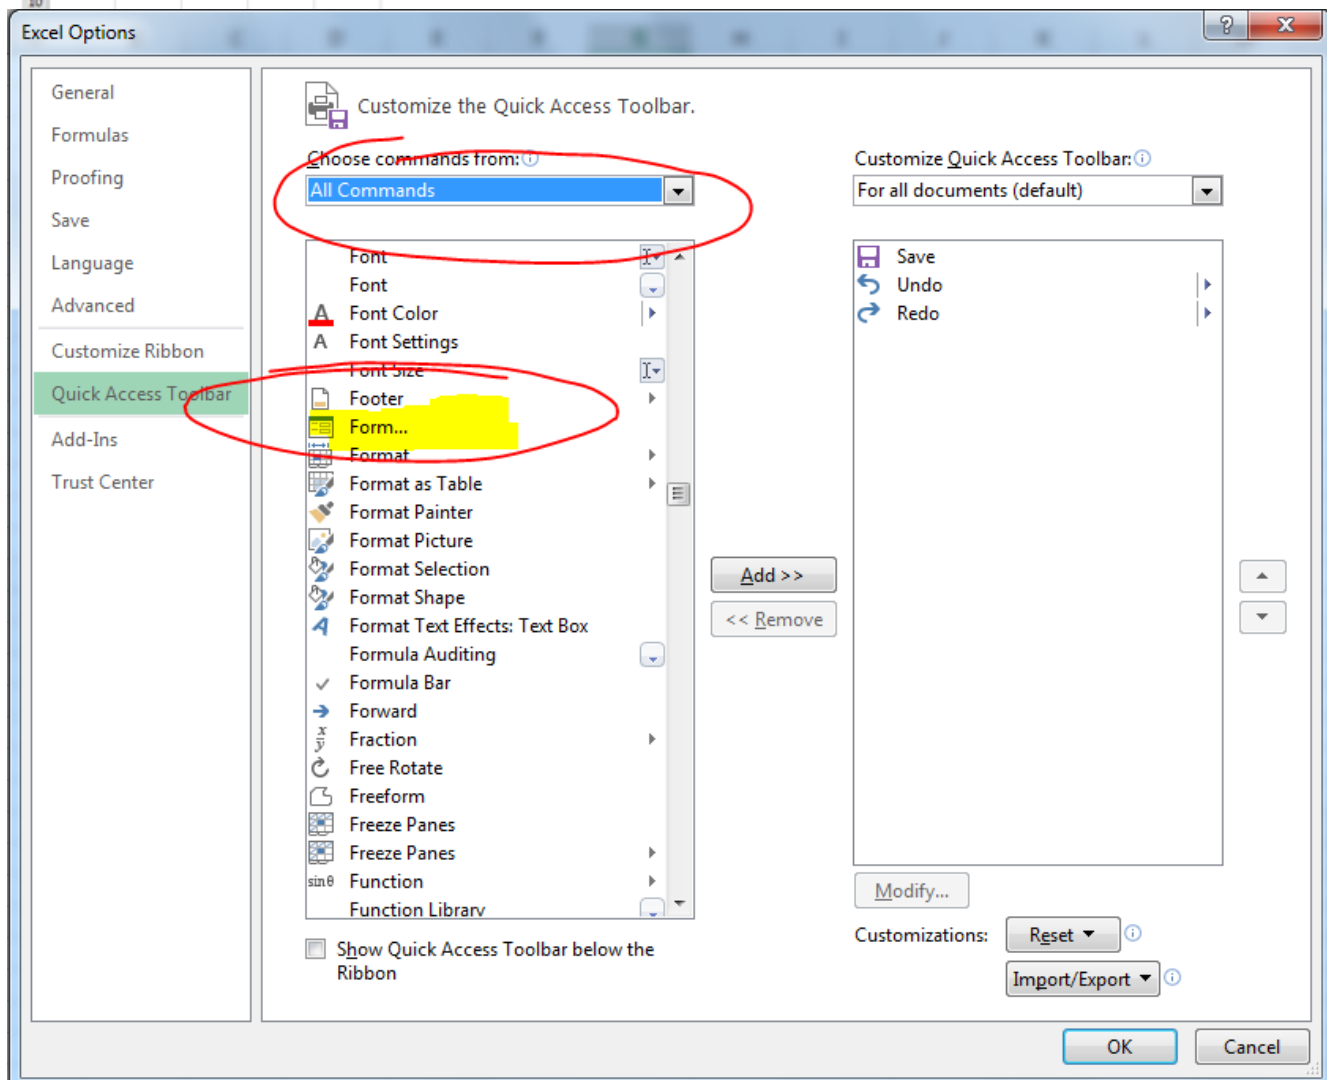 10
Excel Options
?
X
General
Formulas
Proofing
Save
Language
Advanced
Customize Ribbon
Quick Access Toolbar
Add-Ins
Trust Center
Customize the Quick Access Toolbar.
Choose commands from:
All Commands
Font
Font
Font Color
Font Settings
Font Size
Footer
Form...
Format
Format as Table
Format Painter
Format Picture
Format Selection
Format Shape
Format Text Effects: Text Box
Formula Auditing
Formula Bar
Forward
Fraction
Free Rotate
Freeform
Freeze Panes
Freeze Panes
sin θ Function
Function Library
Show Quick Access Toolbar below the
Ribbon
Add >>
<< Remove
Customize Quick Access Toolbar:
For all documents (default)
Save
Undo
Redo
Modify...
Customizations:
Reset
Import/Export
OK
Cancel